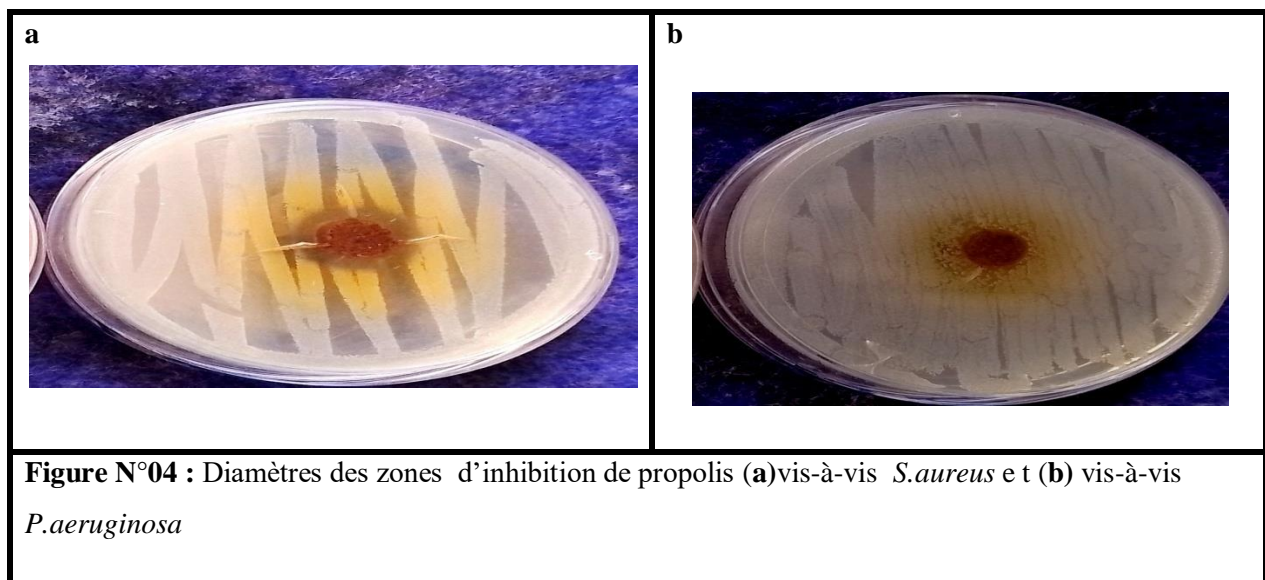 a
b
Figure N°04 : Diamètres des zones d’inhibition de propolis (a)vis-à-vis S.aureus e t (b) vis-à-vis
P.aeruginosa